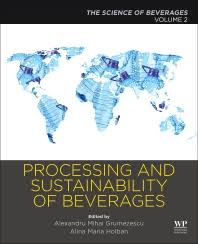 THE SCIENCE OF BEVERAGES
VOLUME 2
PROCESSING AND
SUSTAINABILITY
OF BEVERAGES
Edited by
Alexandru Mihai Grumezescu
Alina Maria Holban
WP